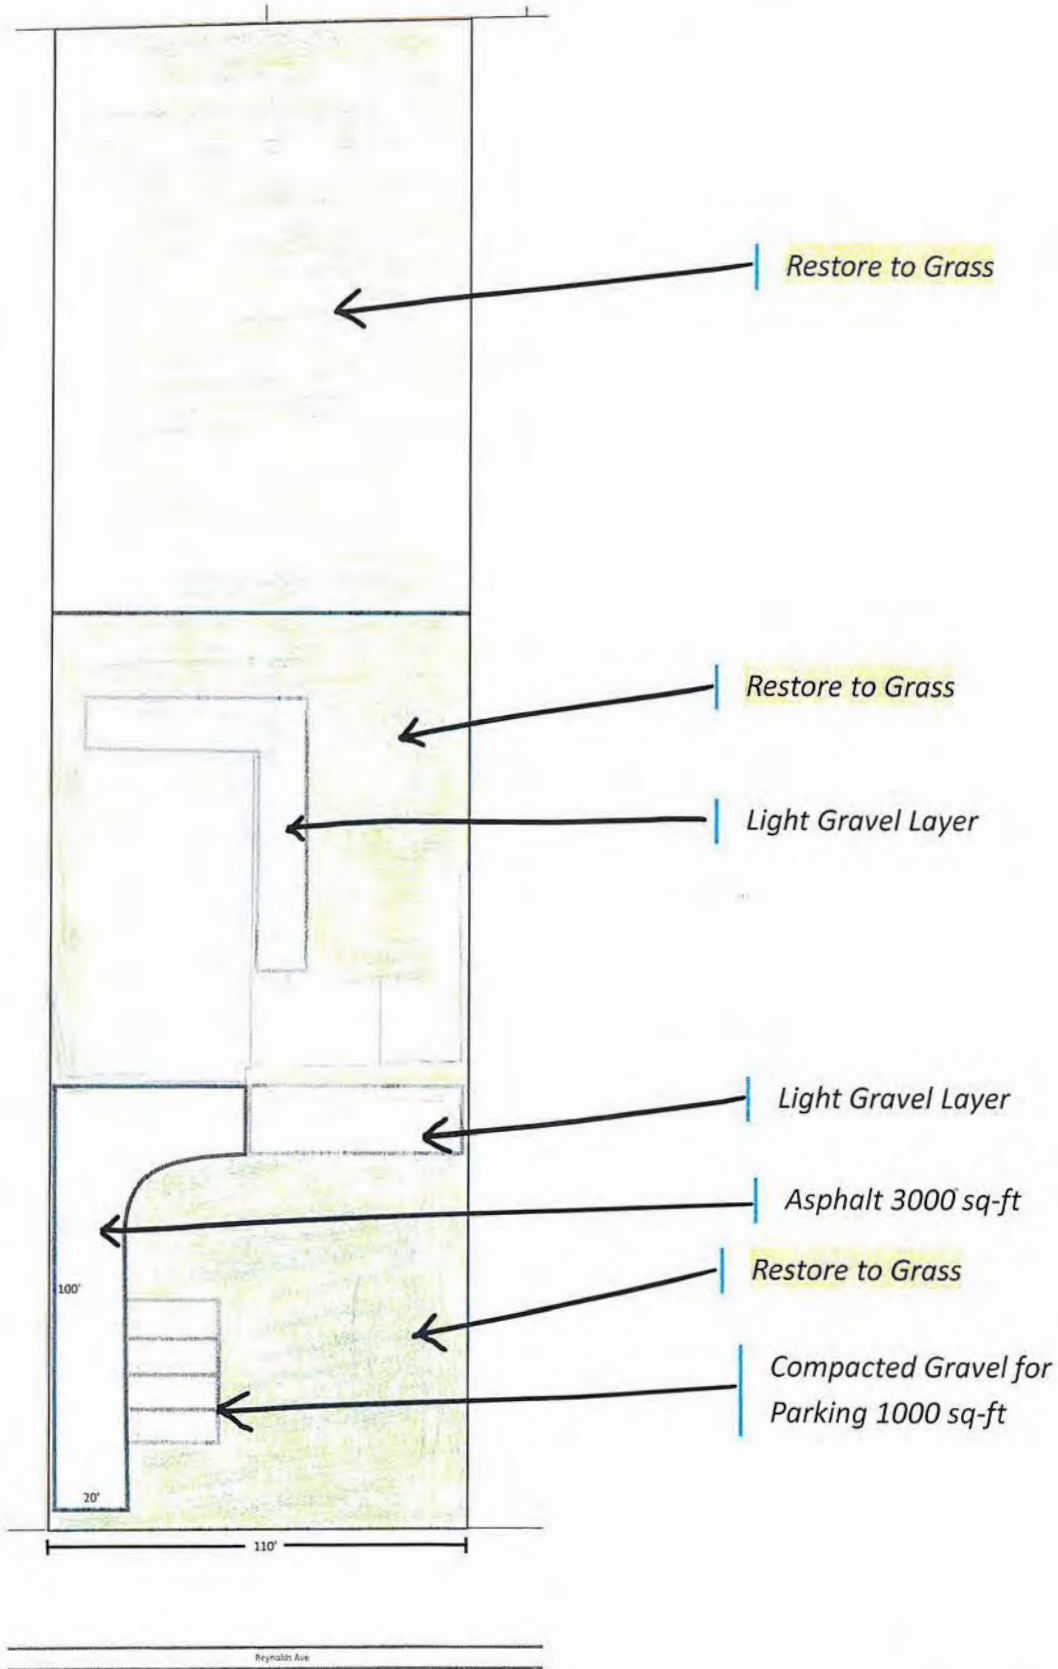 Restore to Grass
Restore to Grass
Light Gravel Layer
Light Gravel Layer
Asphalt 3000 sq-ft
Restore to Grass
100'
Compacted Gravel for
Parking 1000 sq-ft
20'
110'
Reynolds Ave